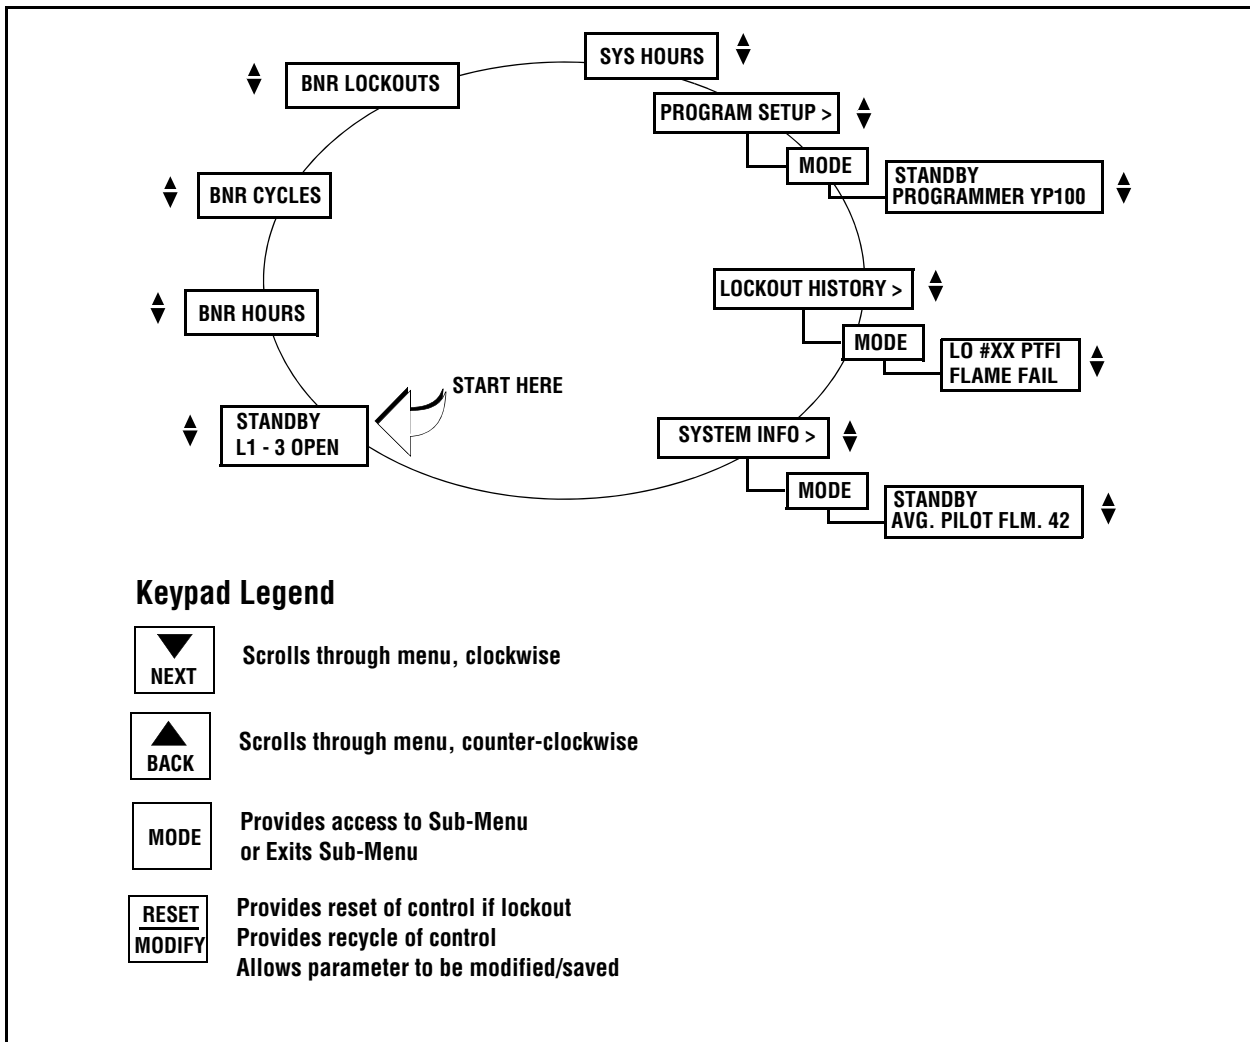 SYS HOURS
BNR LOCKOUTS
PROGRAM SETUP >
MODE
STANDBY
PROGRAMMER YP100
BNR CYCLES
LOCKOUT HISTORY >
MODE
LO #XX PTFI
FLAME FAIL
BNR HOURS
START HERE
STANDBY
L1 - 3 OPEN
SYSTEM INFO >
MODE
STANDBY
AVG. PILOT FLM. 42
Keypad Legend
NEXT
Scrolls through menu, clockwise
BACK
Scrolls through menu, counter-clockwise
MODE
Provides access to Sub-Menu
or Exits Sub-Menu
RESET
MODIFY
Provides reset of control if lockout
Provides recycle of control
Allows parameter to be modified/saved